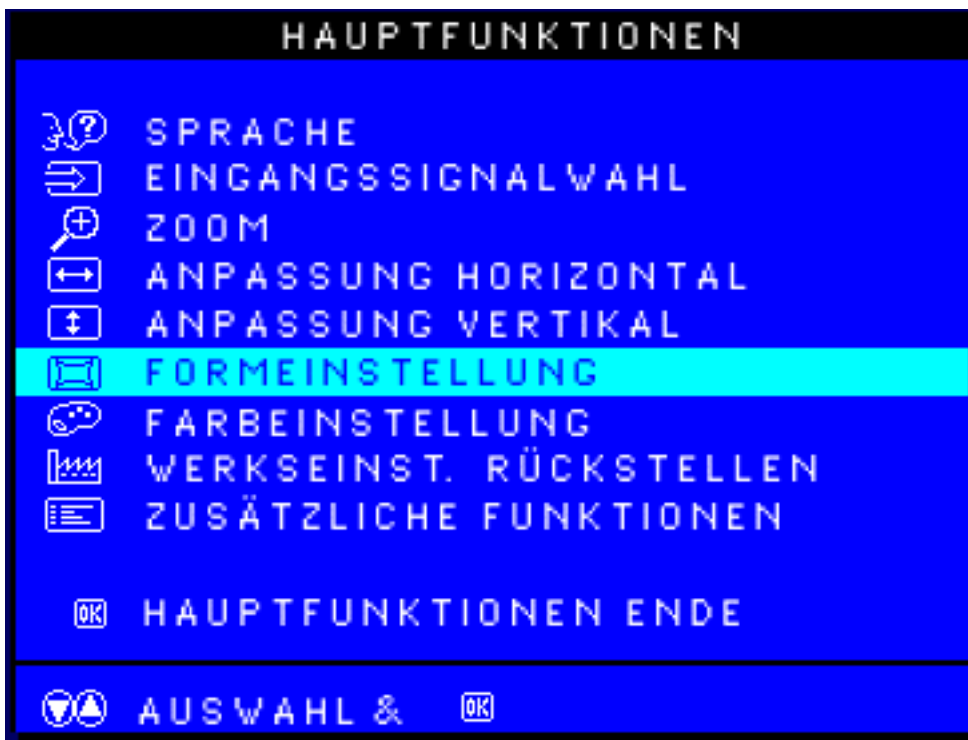 HAUPTFUNKTIONEN
SPRACHE
EINGANGSSIGNALWAHL
ZOOM
ANPASSUNG HORIZONTAL
ANPASSUNG VERTIKAL
FORMEINSTELLUNG
FARBEINSTELLUNG
WERKSEINST. RÜCKSTELLEN
ZUSÄTZLICHE FUNKTIONEN
OK HAUPTFUNKTIONEN ENDE
AUSWAHL & OK